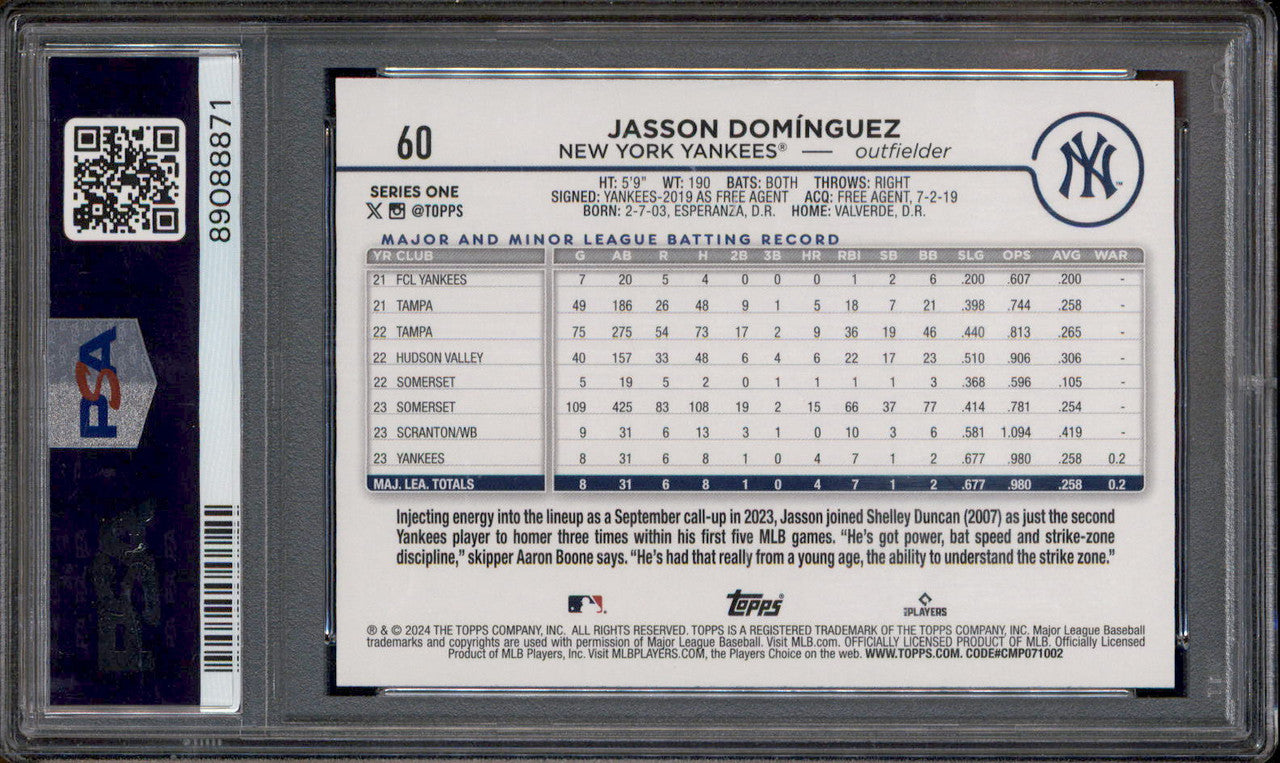 89088871
PSA
60
JASSON DOMÍNGUEZ
NEW YORK YANKEES® — outfielder
NY
SERIES ONE
X @TOPPS
HT: 5'9" WT: 190 BATS: BOTH THROWS: RIGHT
SIGNED: YANKEES-2019 AS FREE AGENT ACQ: FREE AGENT, 7-2-19
BORN: 2-7-03, ESPERANZA, D.R. HOME: VALVERDE, D.R.
MAJOR AND MINOR LEAGUE BATTING RECORD
YR CLUB G AB R H 2B 3B HR RBI SB BB SLG OPS AVG WAR
21 FCL YANKEES 7 20 5 4 0 0 0 1 2 6 .200 .607 .200 -
21 TAMPA 49 186 26 48 9 1 5 18 7 21 .398 .744 .258 -
22 TAMPA 75 275 54 73 17 2 9 36 19 46 .440 .813 .265 -
22 HUDSON VALLEY 40 157 33 48 6 4 6 22 17 23 .510 .906 .306 -
22 SOMERSET 5 19 5 2 0 1 1 1 1 3 .368 .596 .105 -
23 SOMERSET 109 425 83 108 19 2 15 66 37 77 .414 .781 .254 -
23 SCRANTON/WB 9 31 6 13 3 1 0 10 3 6 .581 1.094 .419 -
23 YANKEES 8 31 6 8 1 0 4 7 1 2 .677 .980 .258 0.2
MAJ. LEA. TOTALS 8 31 6 8 1 0 4 7 1 2 .677 .980 .258 0.2
Injecting energy into the lineup as a September call-up in 2023, Jasson joined Shelley Duncan (2007) as just the second
Yankees player to homer three times within his first five MLB games. “He’s got power, bat speed and strike-zone
discipline,” skipper Aaron Boone says. “He’s had that really from a young age, the ability to understand the strike zone.”
Topps
PLAYERS
® & © 2024 THE TOPPS COMPANY, INC. ALL RIGHTS RESERVED. TOPPS IS A REGISTERED TRADEMARK OF THE TOPPS COMPANY, INC. Major League Baseball
trademarks and copyrights are used with permission of Major League Baseball. Visit MLB.com. OFFICIALLY LICENSED PRODUCT OF MLB. Officially Licensed
Product of MLB Players, Inc. Visit MLBPLAYERS.COM, the Players Choice on the web. WWW.TOPPS.COM. CODE#CMP071002